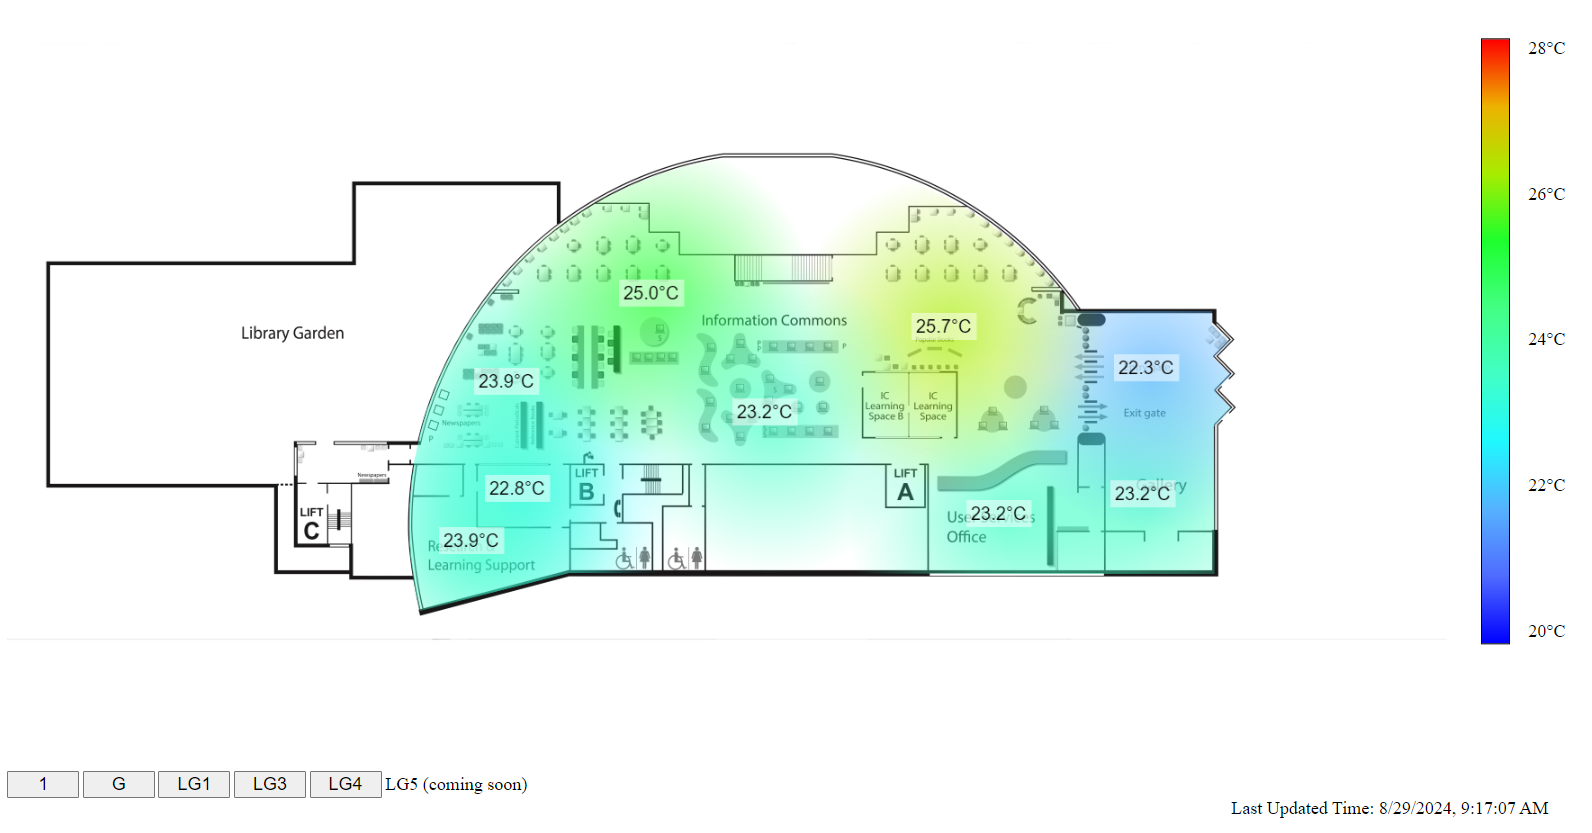 28°C
26°C
24°C
22°C
20°C
25.0°C
Information Commons
25.7°C
Library Garden
22.3°C
23.9°C
P
P
P
S
S
IC
Learning
Space B
IC
Learning
Space
23.2°C
Exit gate
Newspapers
P
Newspapers
LIFT
B
LIFT
A
22.8°C
23.2°C
Gallery
LIFT
C
23.2°C
Office
23.9°C
Learning Support
1
G
LG1
LG3
LG4
LG5 (coming soon)
Last Updated Time: 8/29/2024, 9:17:07 AM